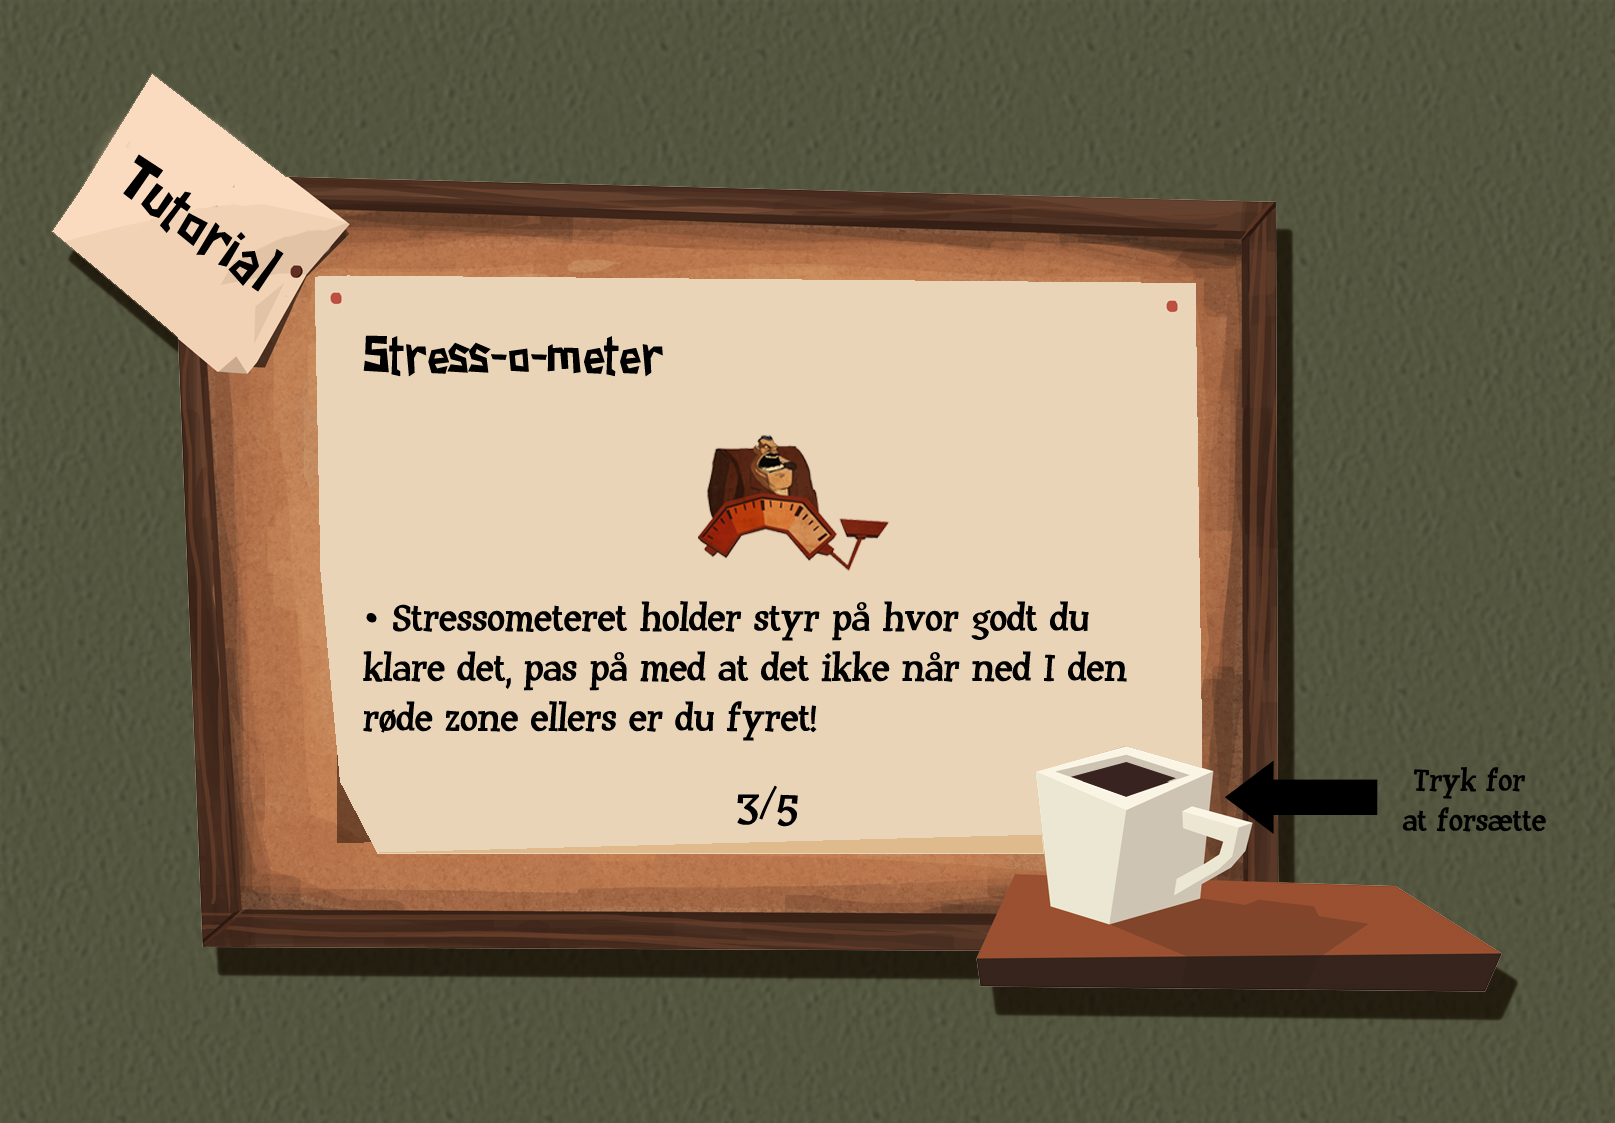 Tutorial
Stress-o-meter
• Stressometeret holder styr på hvor godt du
klare det, pas på med at det ikke når ned I den
røde zone ellers er du fyret!
3/5
Tryk for
at forsætte